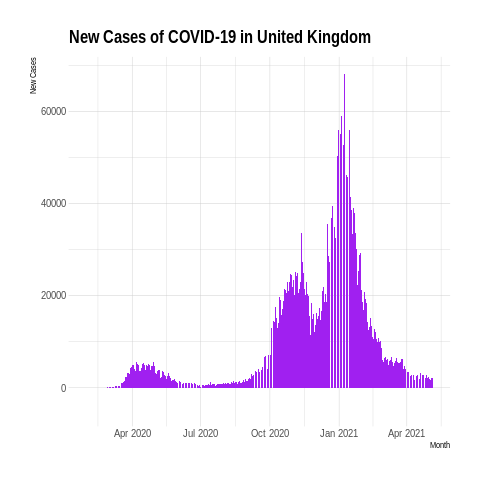 New Cases of COVID-19 in United Kingdom
New Cases
60000
40000
20000
0
Apr 2020 Jul 2020 Oct 2020 Jan 2021 Apr 2021
Month